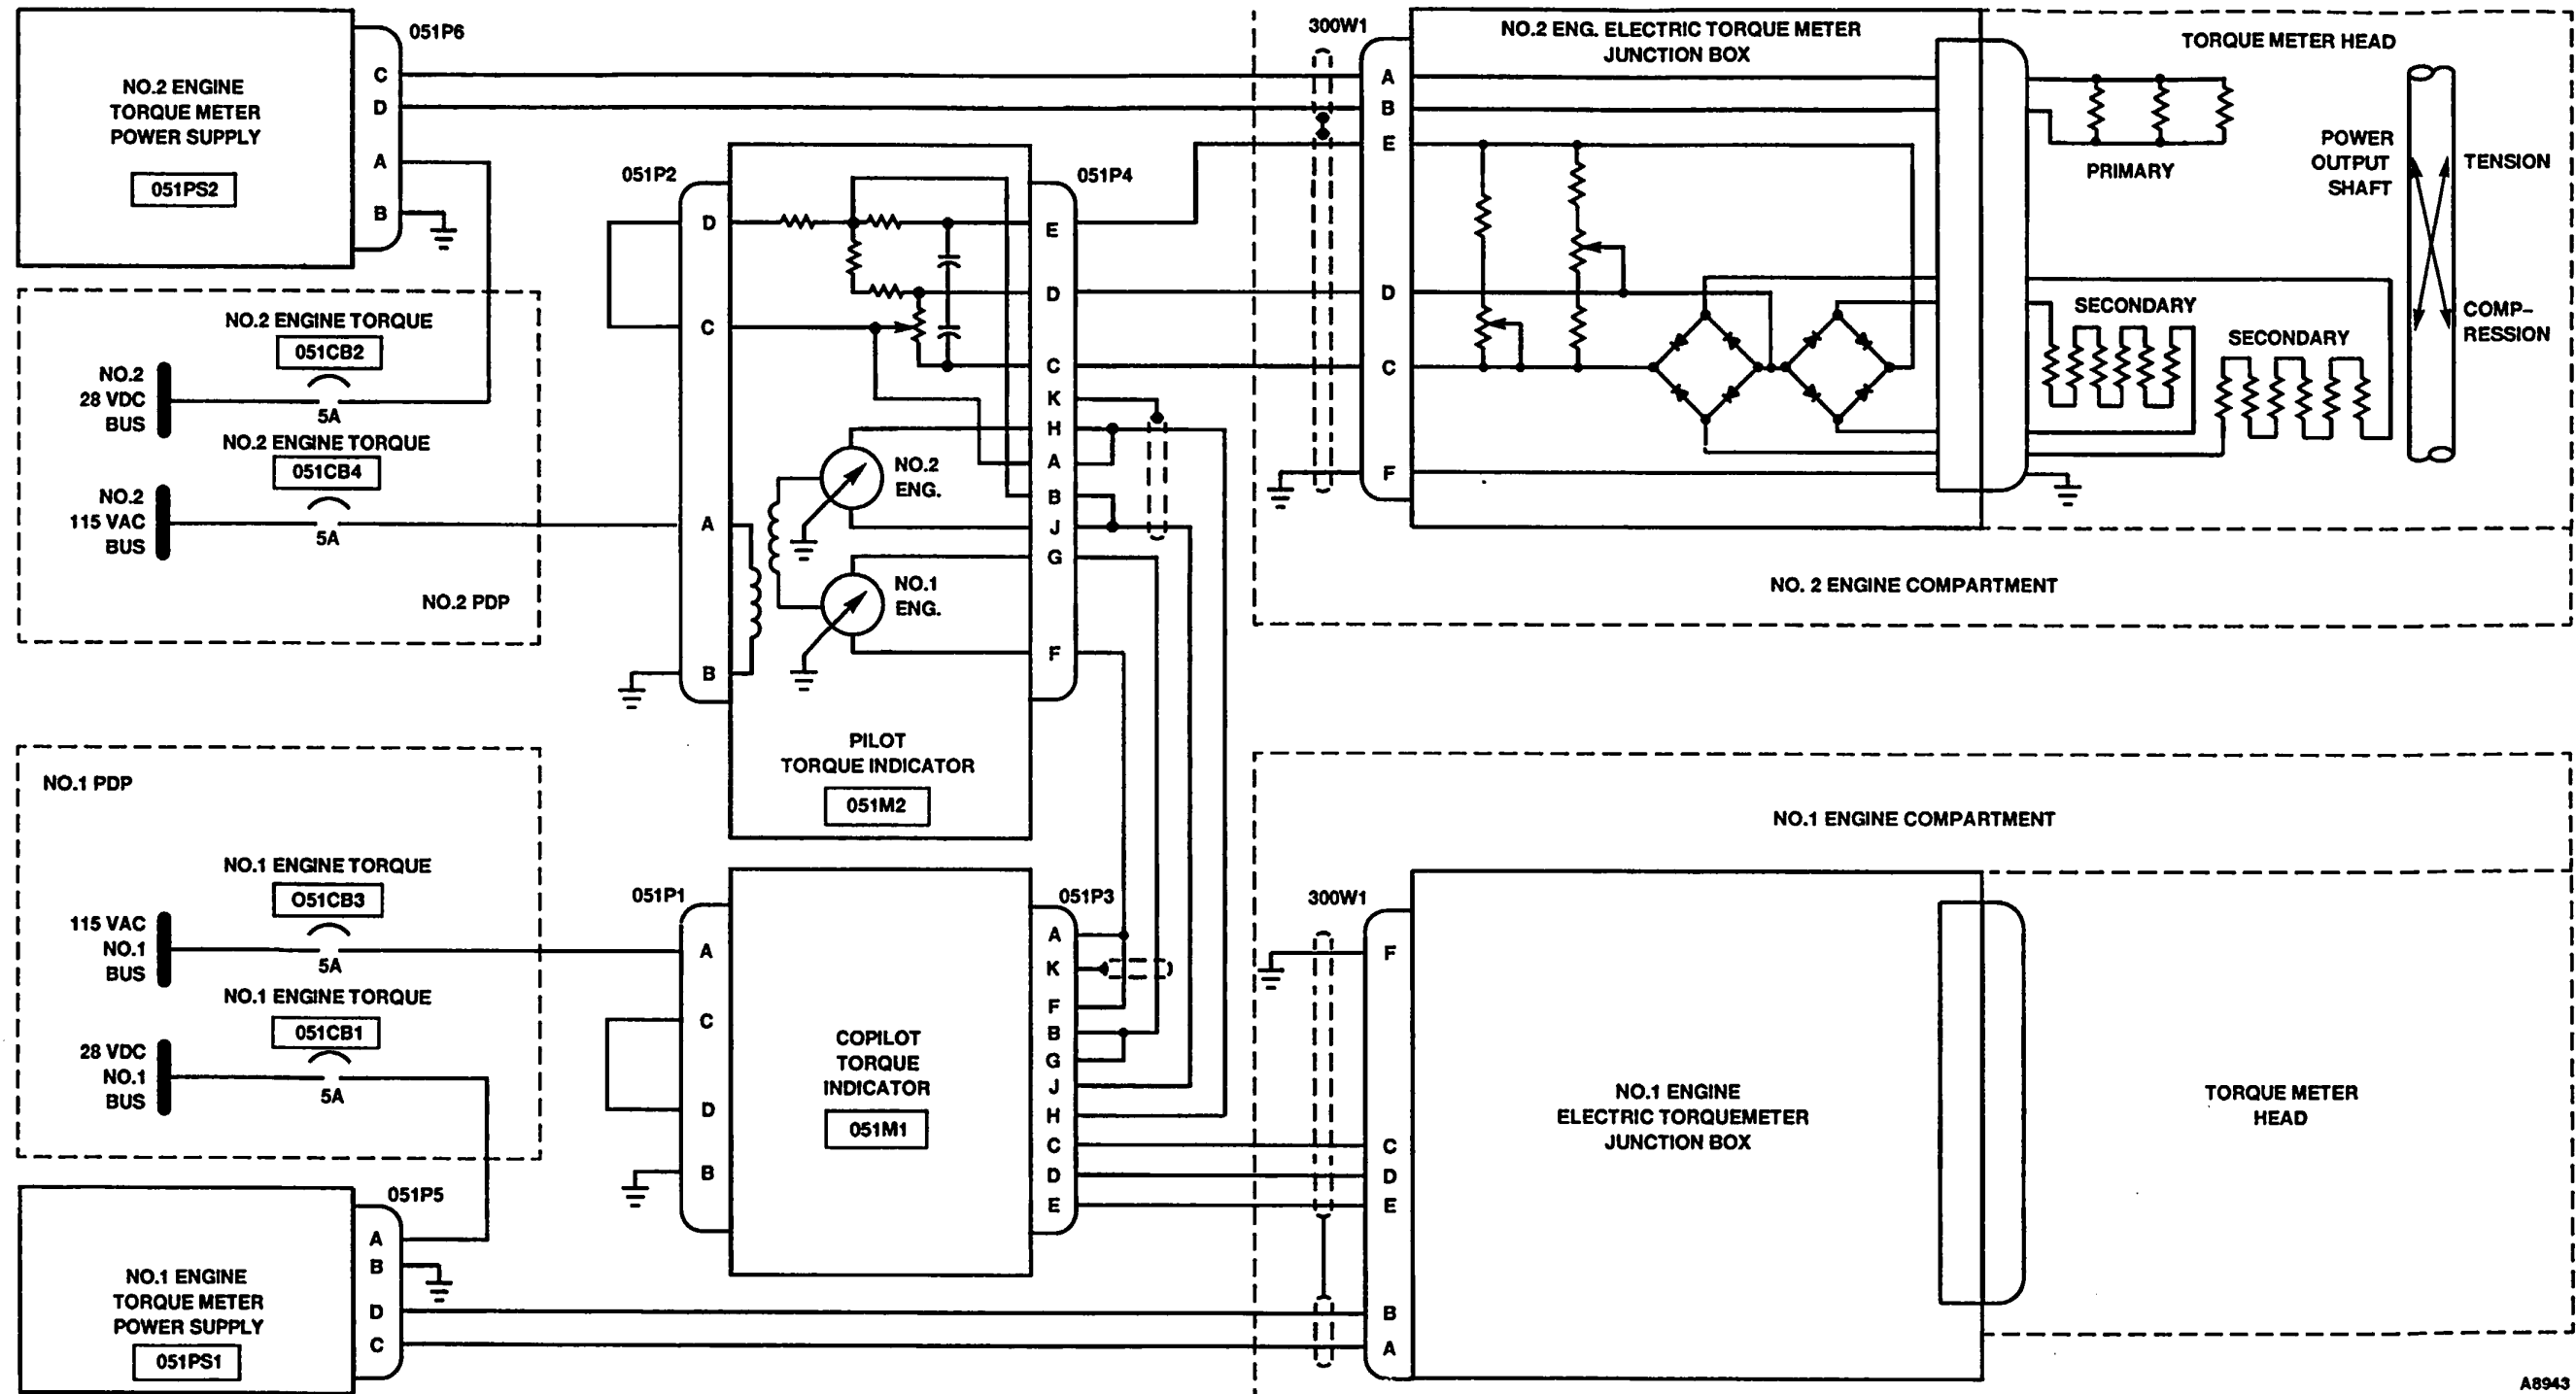 051P6
NO.2 ENGINE
TORQUE METER
POWER SUPPLY
051PS2
C
D
A
B
NO.2 ENGINE TORQUE
051CB2
NO.2
28 VDC
BUS
5A
NO.2 ENGINE TORQUE
051CB4
NO.2
115 VAC
BUS
5A
NO.2 PDP
051P2
D
C
A
B
NO.2
ENG.
NO.1
ENG.
PILOT
TORQUE INDICATOR
051M2
051P4
E
D
C
K
H
A
B
J
G
F
300W1
A
B
E
D
C
F
NO.2 ENG. ELECTRIC TORQUE METER
JUNCTION BOX
TORQUE METER HEAD
PRIMARY
POWER
OUTPUT
SHAFT
TENSION
SECONDARY
SECONDARY
COMP-
RESSION
NO. 2 ENGINE COMPARTMENT
NO.1 PDP
NO.1 ENGINE TORQUE
O51CB3
115 VAC
NO.1
BUS
5A
NO.1 ENGINE TORQUE
051CB1
28 VDC
NO.1
BUS
5A
051P5
A
B
D
C
NO.1 ENGINE
TORQUE METER
POWER SUPPLY
051PS1
051P1
A
C
D
B
COPILOT
TORQUE
INDICATOR
051M1
051P3
A
K
F
B
G
J
H
C
D
E
NO.1 ENGINE COMPARTMENT
300W1
F
C
D
E
B
A
NO.1 ENGINE
ELECTRIC TORQUEMETER
JUNCTION BOX
TORQUE METER
HEAD
A8943